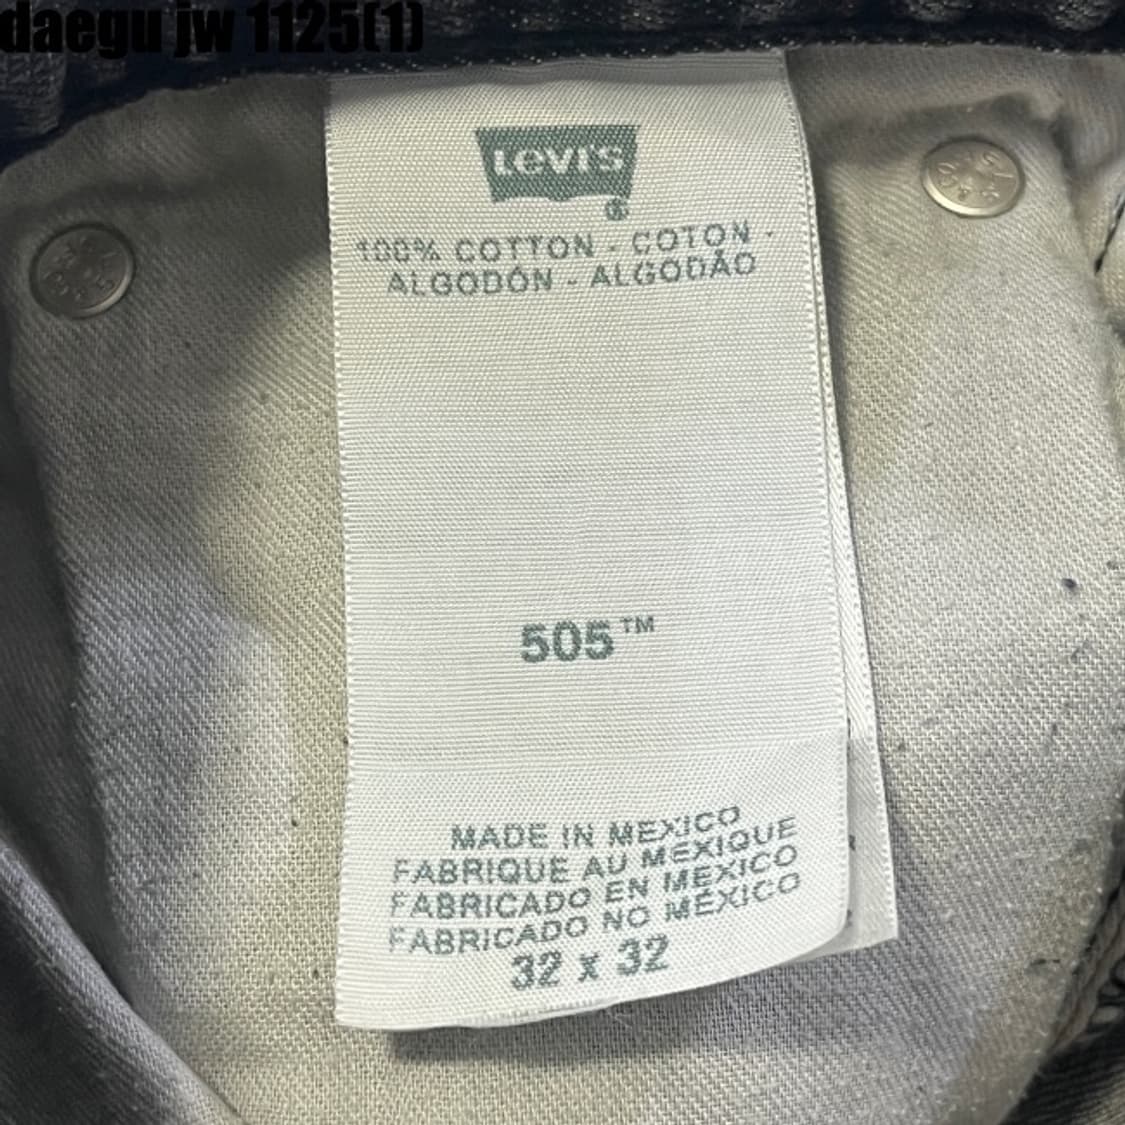 daegu jw 1125(1)
LEVI'S
®
100% COTTON - COTON -
ALGODÓN - ALGODÃO
505™
MADE IN MEXICO
FABRIQUE AU MEXIQUE
FABRICADO EN MÉXICO
FABRICADO NO MÉXICO
32 x 32